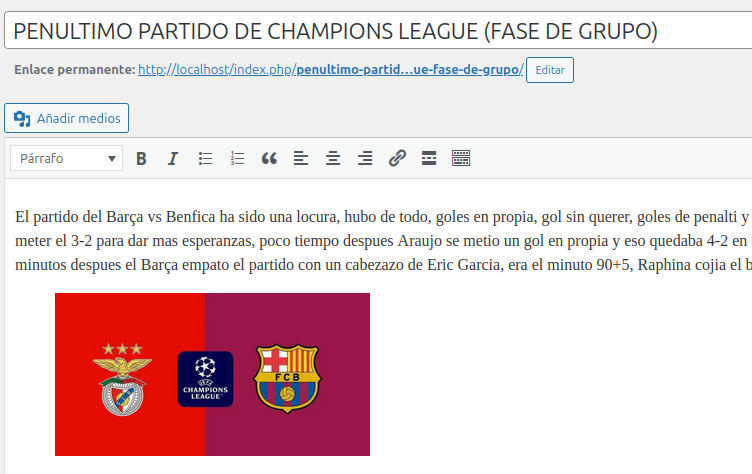 PENULTIMO PARTIDO DE CHAMPIONS LEAGUE (FASE DE GRUPO)
Enlace permanente: http://localhost/index.php/penultimo-partid…ue-fase-de-grupo/ Editar
Añadir medios
Párrafo B I
El partido del Barça vs Benfica ha sido una locura, hubo de todo, goles en propia, gol sin querer, goles de penalti y
meter el 3-2 para dar mas esperanzas, poco tiempo despues Araujo se metio un gol en propia y eso quedaba 4-2 en
minutos despues el Barça empato el partido con un cabezazo de Eric Garcia, era el minuto 90+5, Raphina cojia el b
UEFA
CHAMPIONS
LEAGUE
FCB